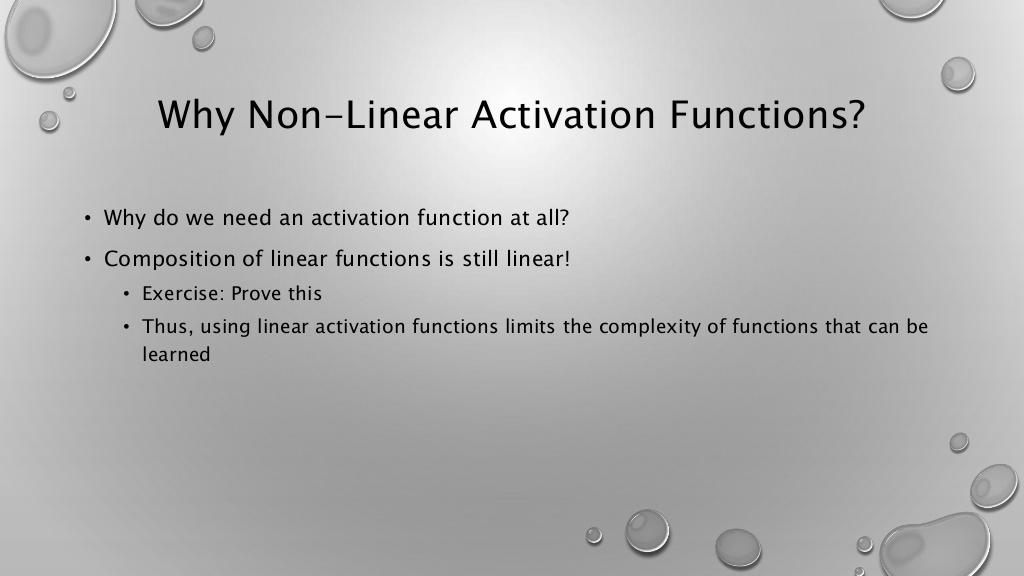 Why Non-Linear Activation Functions?
• Why do we need an activation function at all?
• Composition of linear functions is still linear!
• Exercise: Prove this
• Thus, using linear activation functions limits the complexity of functions that can be
learned